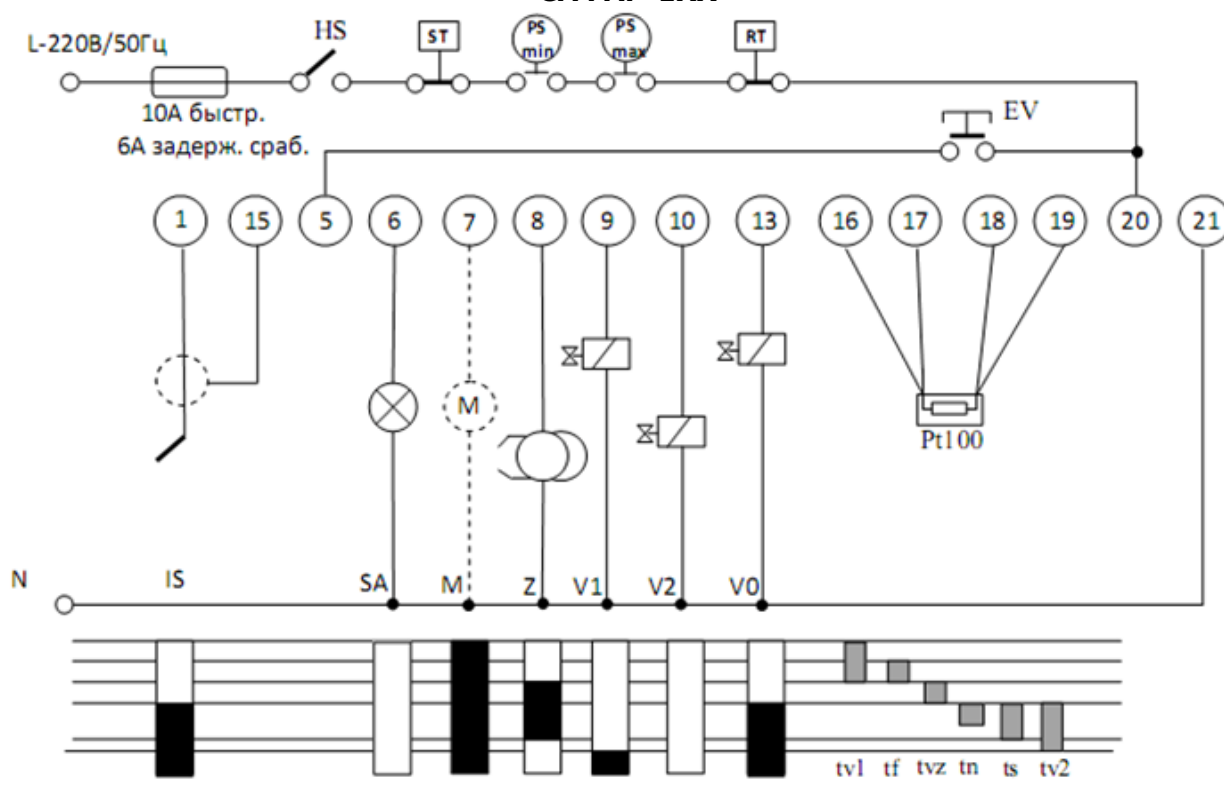 L-220В/50Гц
HS
ST
PS
min
PS
max
RT
10А быстр.
6А задерж. сраб.
EV
1 15 5 6 7 8 9 10 13 16 17 18 19 20 21
M
Pt100
N IS SA M Z V1 V2 V0
tv1 tf tvz tn ts tv2